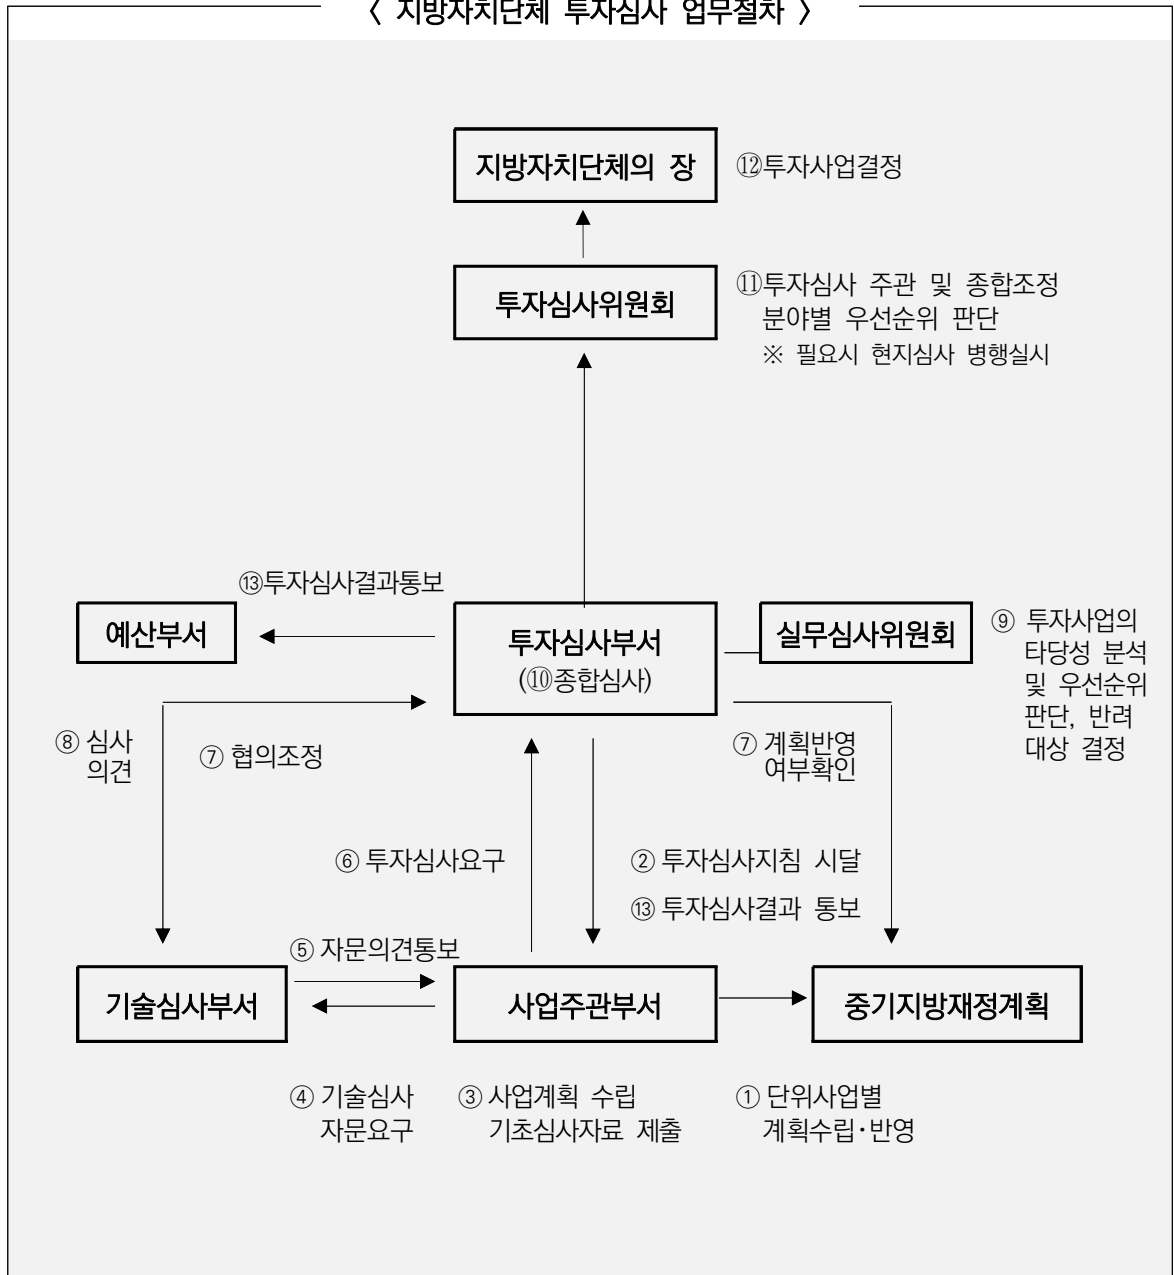 〈 지방자치단체 투자심사 업무절차 〉
지방자치단체의 장
⑫투자사업결정
투자심사위원회
⑪투자심사 주관 및 종합조정
분야별 우선순위 판단
※ 필요시 현지심사 병행실시
⑬투자심사결과통보
예산부서
투자심사부서
(⑩종합심사)
실무심사위원회
⑨ 투자사업의
타당성 분석
및 우선순위
판단, 반려
대상 결정
⑧ 심사
의견
⑦ 협의조정
⑦ 계획반영
여부확인
⑥ 투자심사요구
② 투자심사지침 시달
⑬ 투자심사결과 통보
⑤ 자문의견통보
기술심사부서
사업주관부서
중기지방재정계획
④ 기술심사
자문요구
③ 사업계획 수립
기초심사자료 제출
① 단위사업별
계획수립·반영